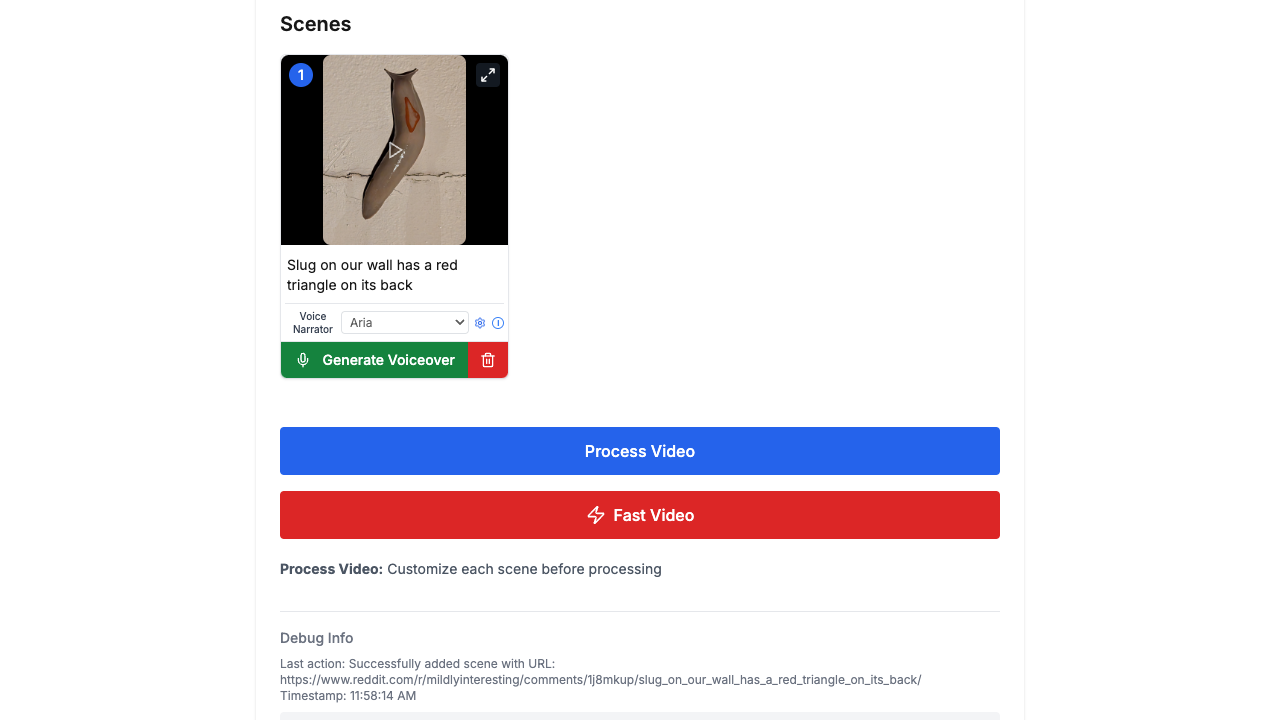 Scenes
1
Slug on our wall has a red
triangle on its back
Voice
Narrator
Aria
Generate Voiceover
Process Video
Fast Video
Process Video: Customize each scene before processing
Debug Info
Last action: Successfully added scene with URL:
https://www.reddit.com/r/mildlyinteresting/comments/1j8mkup/slug_on_our_wall_has_a_red_triangle_on_its_back/
Timestamp: 11:58:14 AM